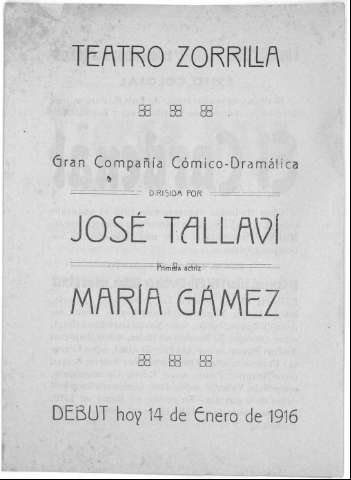 TEATRO ZORRILLA
Gran Compañía Cómico-Dramática
DIRIGIDA POR
JOSÉ TALLAVÍ
Primera actriz
MARÍA GÁMEZ
DEBUT hoy 14 de Enero de 1916